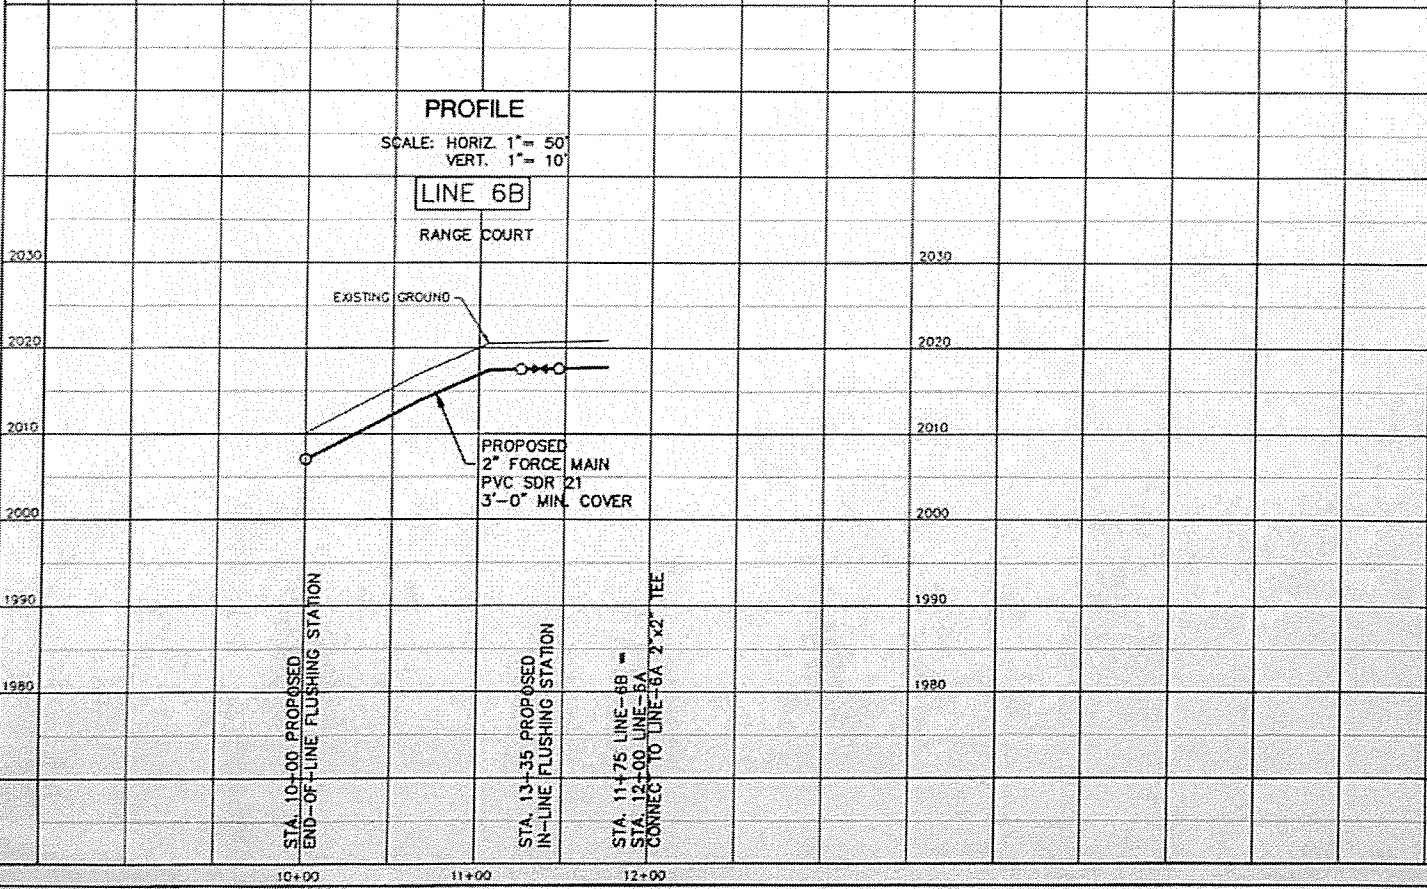 PROFILE
SCALE: HORIZ. 1"= 50'
VERT. 1"= 10'
LINE 6B
RANGE COURT
2030
2030
EXISTING GROUND
2020
2020
2010
2010
PROPOSED
2" FORCE MAIN
PVC SDR 21
3'-0" MIN. COVER
2000
2000
1990
1990
1980
1980
STA. 10+00 PROPOSED
END-OF-LINE FLUSHING STATION
STA. 13+35 PROPOSED
IN-LINE FLUSHING STATION
STA. 11+75 LINE-6B =
STA. 12+00 LINE-6A
CONNECT TO LINE-6A 2"x2" TEE
10+00
11+00
12+00